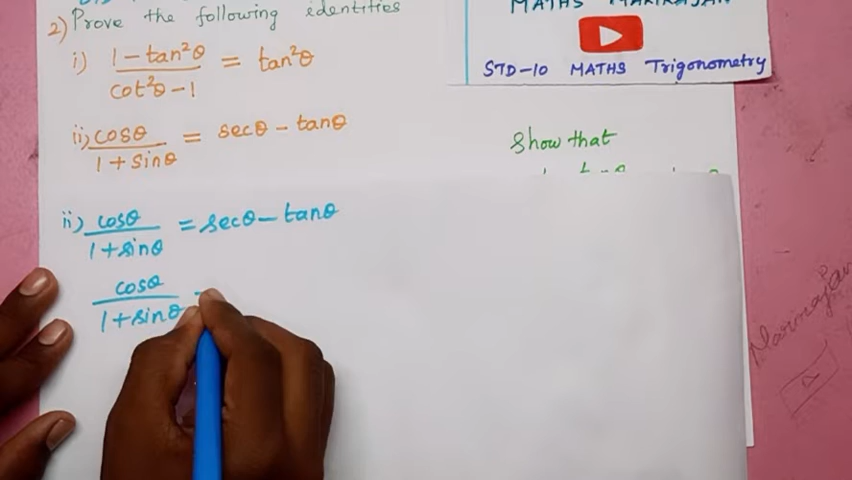 2) Prove the following identities
i) 1 - tan²θ / cot²θ - 1 = tan²θ
ii) cosθ / 1 + sinθ = secθ - tanθ
MATHS
STD-10 MATHS Trigonometry
Show that
ii) cosθ / 1 + sinθ = secθ - tanθ
cosθ / 1 + sinθ